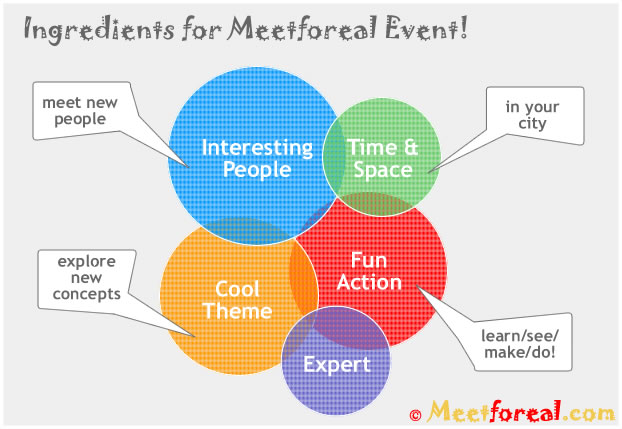 Ingredients for Meetforeal Event!
meet new
people
Interesting
People
Time &
Space
in your
city
explore
new
concepts
Cool
Theme
Fun
Action
learn/see/
make/do!
Expert
© Meetforeal.com